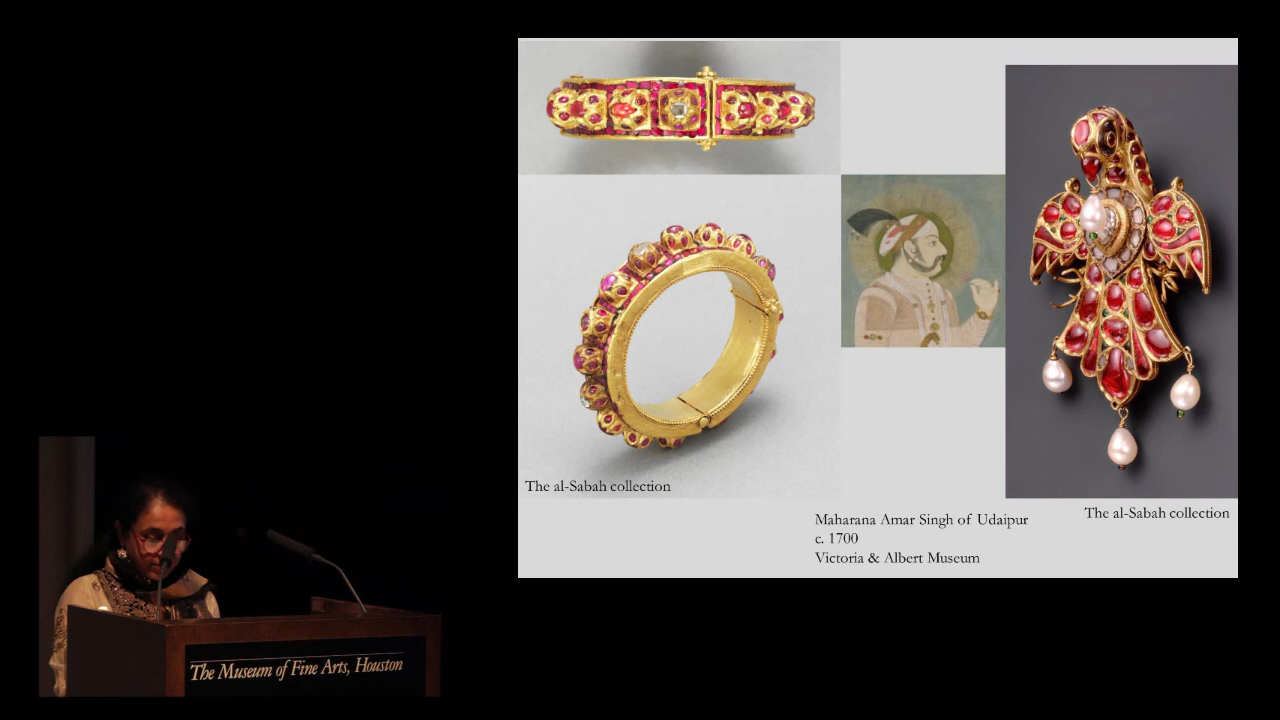 The al-Sabah collection
Maharana Amar Singh of Udaipur
c. 1700
Victoria & Albert Museum
The al-Sabah collection
The Museum of Fine Arts, Houston